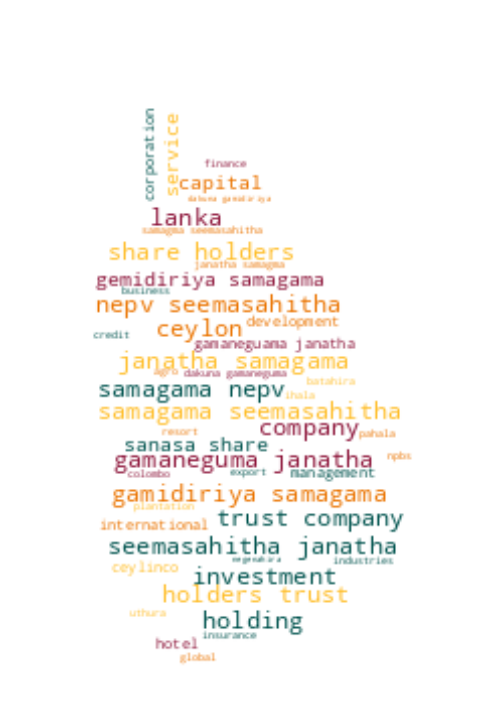 corporation
service
finance
capital
dakuna gamidiriya
lanka
samagma seemasahitha
share holders
janatha samagma
gemidiriya samagama
business
nepv seemasahitha
development
ceylon
credit
gamaneguama janatha
janatha samagama
agro
dakuna gamaneguma
batahira
samagama nepv
ihala
samagama seemasahitha
company
resort
pahala
sanasa share
gamaneguma janatha
npbs
colombo
export
management
gamidiriya samagama
plantation
international
trust company
seemasahitha janatha
industries
ceylinco
investment
holders trust
uthura
holding
insurance
hotel
global